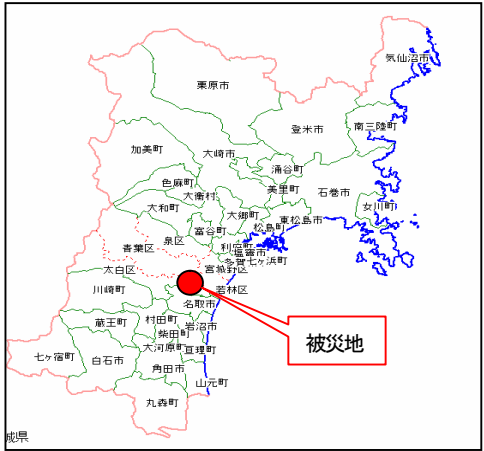 気仙沼市
栗原市
登米市
南三陸町
加美町
大崎市
涌谷町
色麻町
美里町
石巻市
大衡村
女川町
大和町
大郷町
東松島市
富谷町
松島町
泉区
青葉区
利府町
塩竈市
多賀七ヶ浜町
太白区
宮城野区
川崎町
若林区
名取市
蔵王町
村田町
岩沼市
柴田町
被災地
七ヶ宿町
白石市
大河原町
亘理町
角田市
山元町
丸森町
城県